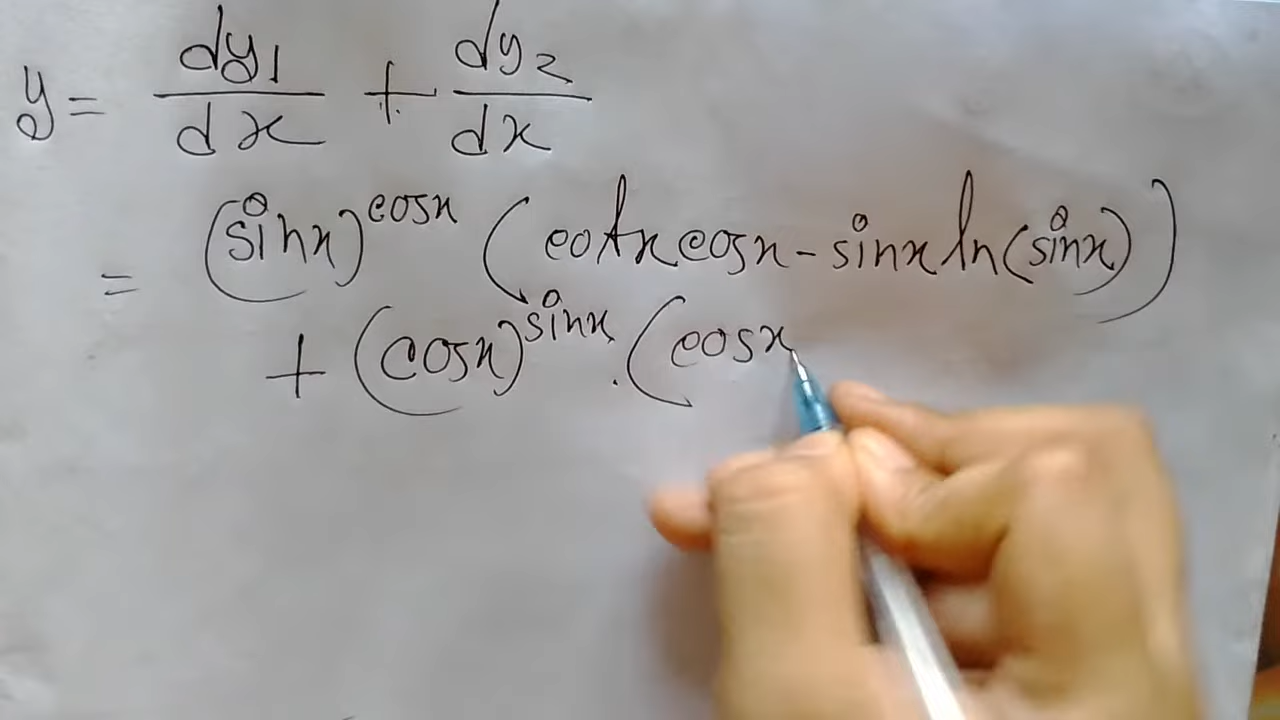 y = dy1/dx + dy2/dx
= (sinx)^cosx (cotx cosx - sinx ln(sinx))
+ (cosx)^sinx . (cosx